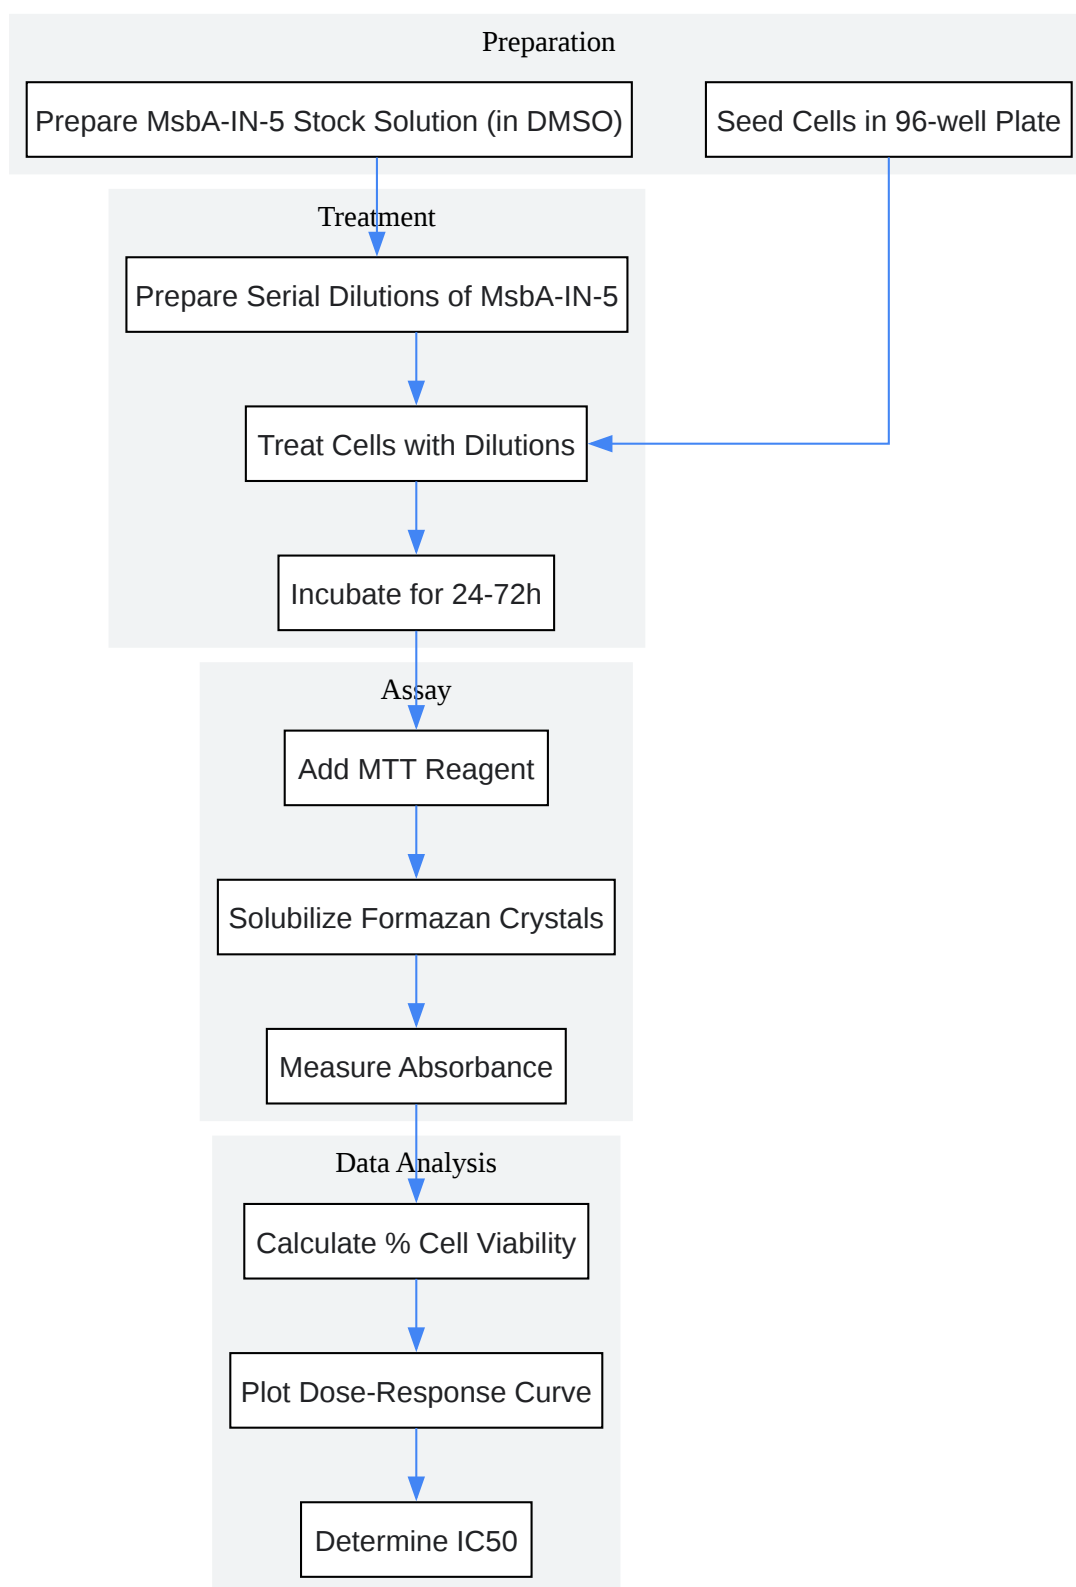 Preparation
Prepare MsbA-IN-5 Stock Solution (in DMSO)
Seed Cells in 96-well Plate
Treatment
Prepare Serial Dilutions of MsbA-IN-5
Treat Cells with Dilutions
Incubate for 24-72h
Assay
Add MTT Reagent
Solubilize Formazan Crystals
Measure Absorbance
Data Analysis
Calculate % Cell Viability
Plot Dose-Response Curve
Determine IC50